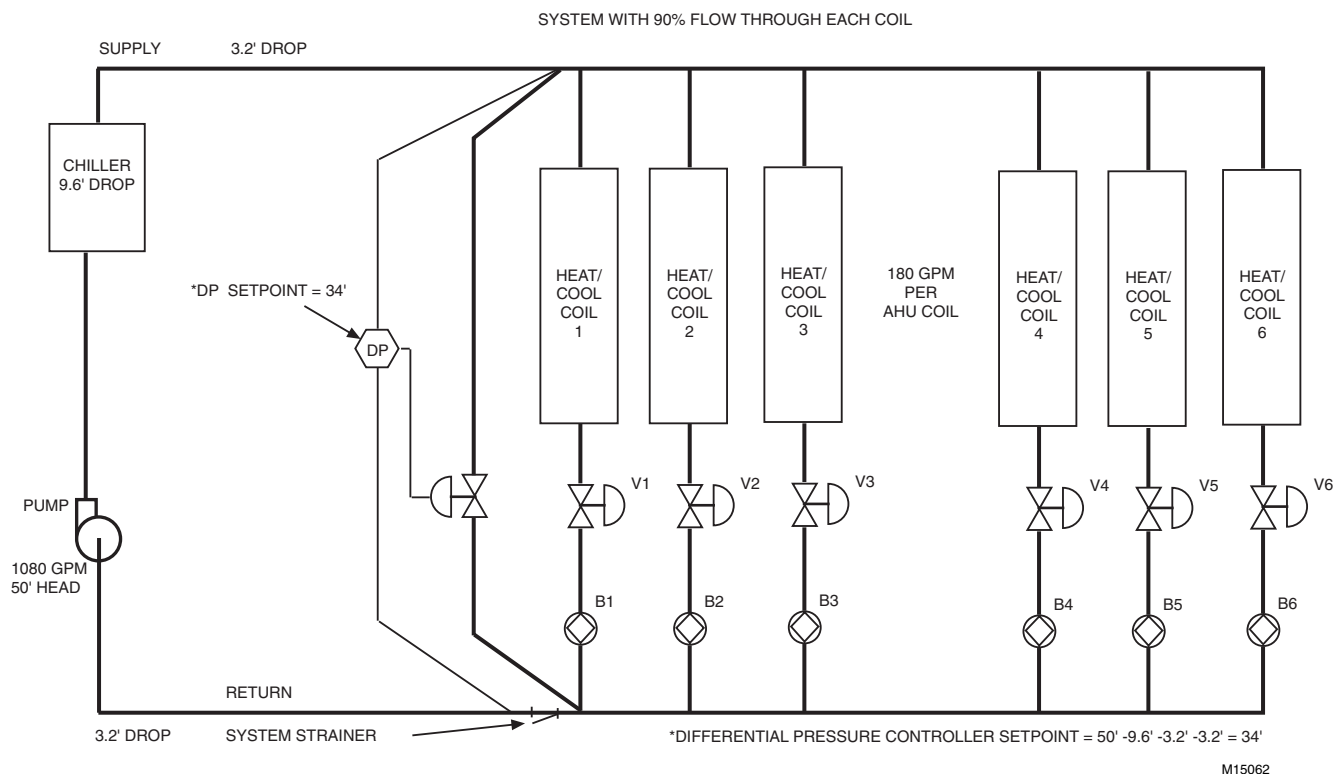 SYSTEM WITH 90% FLOW THROUGH EACH COIL
SUPPLY
3.2' DROP
CHILLER
9.6' DROP
*DP SETPOINT = 34'
DP
HEAT/
COOL
COIL
1
HEAT/
COOL
COIL
2
HEAT/
COOL
COIL
3
180 GPM
PER
AHU COIL
HEAT/
COOL
COIL
4
HEAT/
COOL
COIL
5
HEAT/
COOL
COIL
6
V1
V2
V3
V4
V5
V6
PUMP
1080 GPM
50' HEAD
B1
B2
B3
B4
B5
B6
RETURN
3.2' DROP
SYSTEM STRAINER
*DIFFERENTIAL PRESSURE CONTROLLER SETPOINT = 50' -9.6' -3.2' -3.2' = 34'
M15062